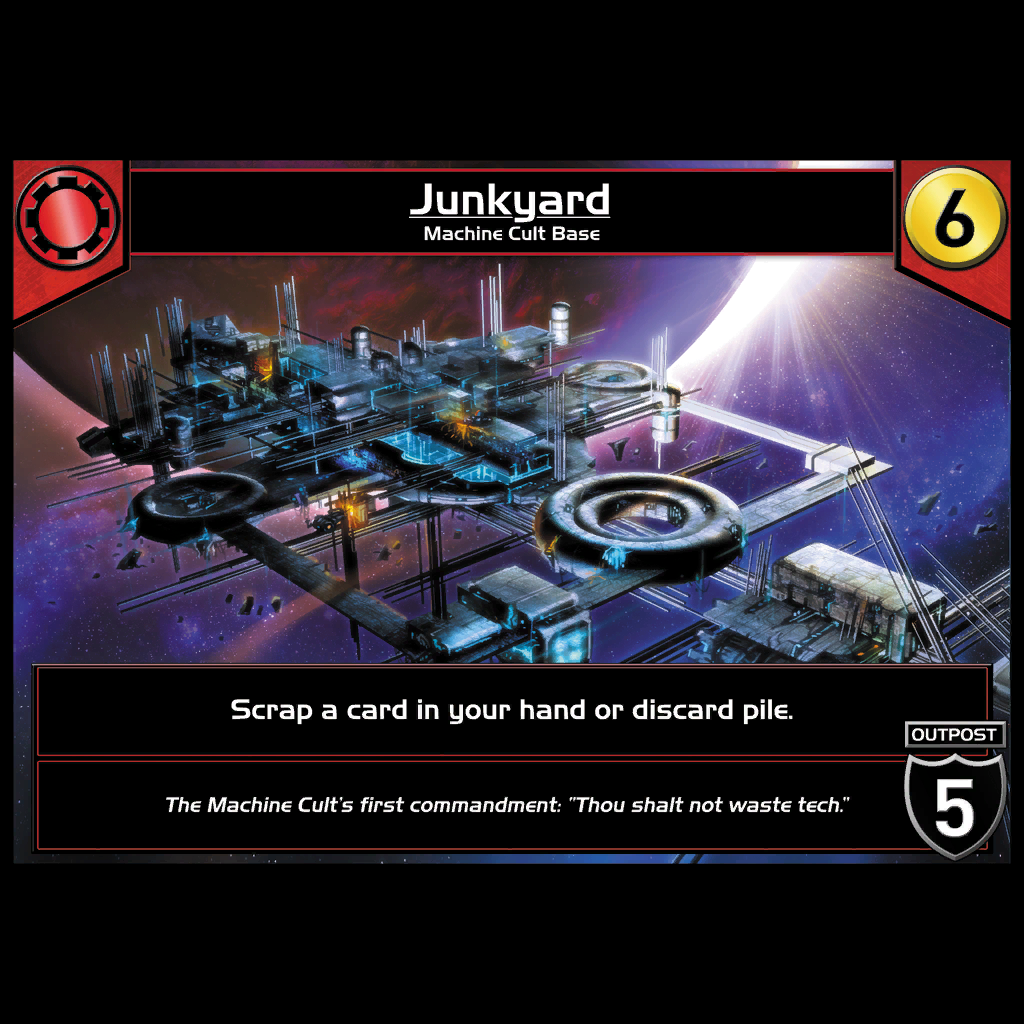 Junkyard
Machine Cult Base
6
Scrap a card in your hand or discard pile.
OUTPOST
5
The Machine Cult's first commandment: "Thou shalt not waste tech."